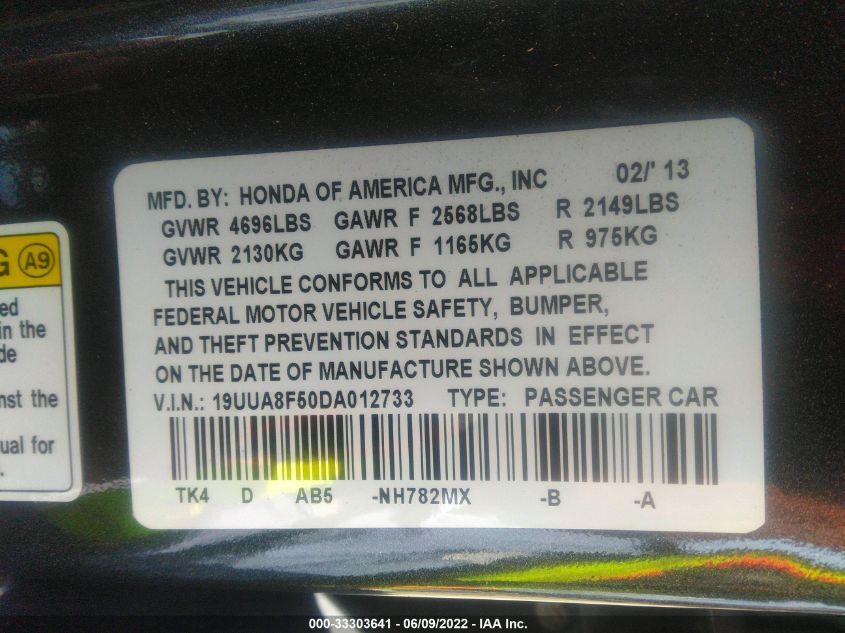 MFD. BY: HONDA OF AMERICA MFG., INC 02/' 13
GVWR 4696LBS GAWR F 2568LBS R 2149LBS
GVWR 2130KG GAWR F 1165KG R 975KG
THIS VEHICLE CONFORMS TO ALL APPLICABLE
FEDERAL MOTOR VEHICLE SAFETY, BUMPER,
AND THEFT PREVENTION STANDARDS IN EFFECT
ON THE DATE OF MANUFACTURE SHOWN ABOVE.
V.I.N.: 19UUA8F50DA012733 TYPE: PASSENGER CAR
TK4 D AB5 -NH782MX -B -A
G A9
in the
nst the
ual for
000-33303641 - 06/09/2022 - IAA Inc.